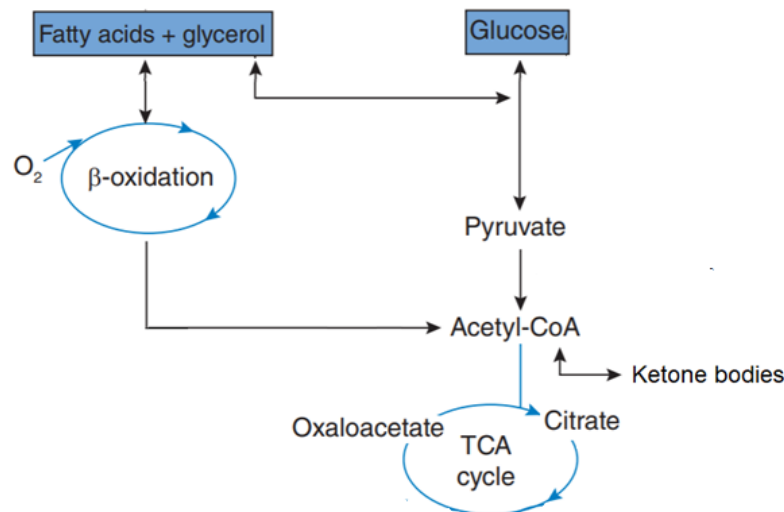 Fatty acids + glycerol
Glucose
O₂
β-oxidation
Pyruvate
Acetyl-CoA
Ketone bodies
Oxaloacetate
Citrate
TCA
cycle